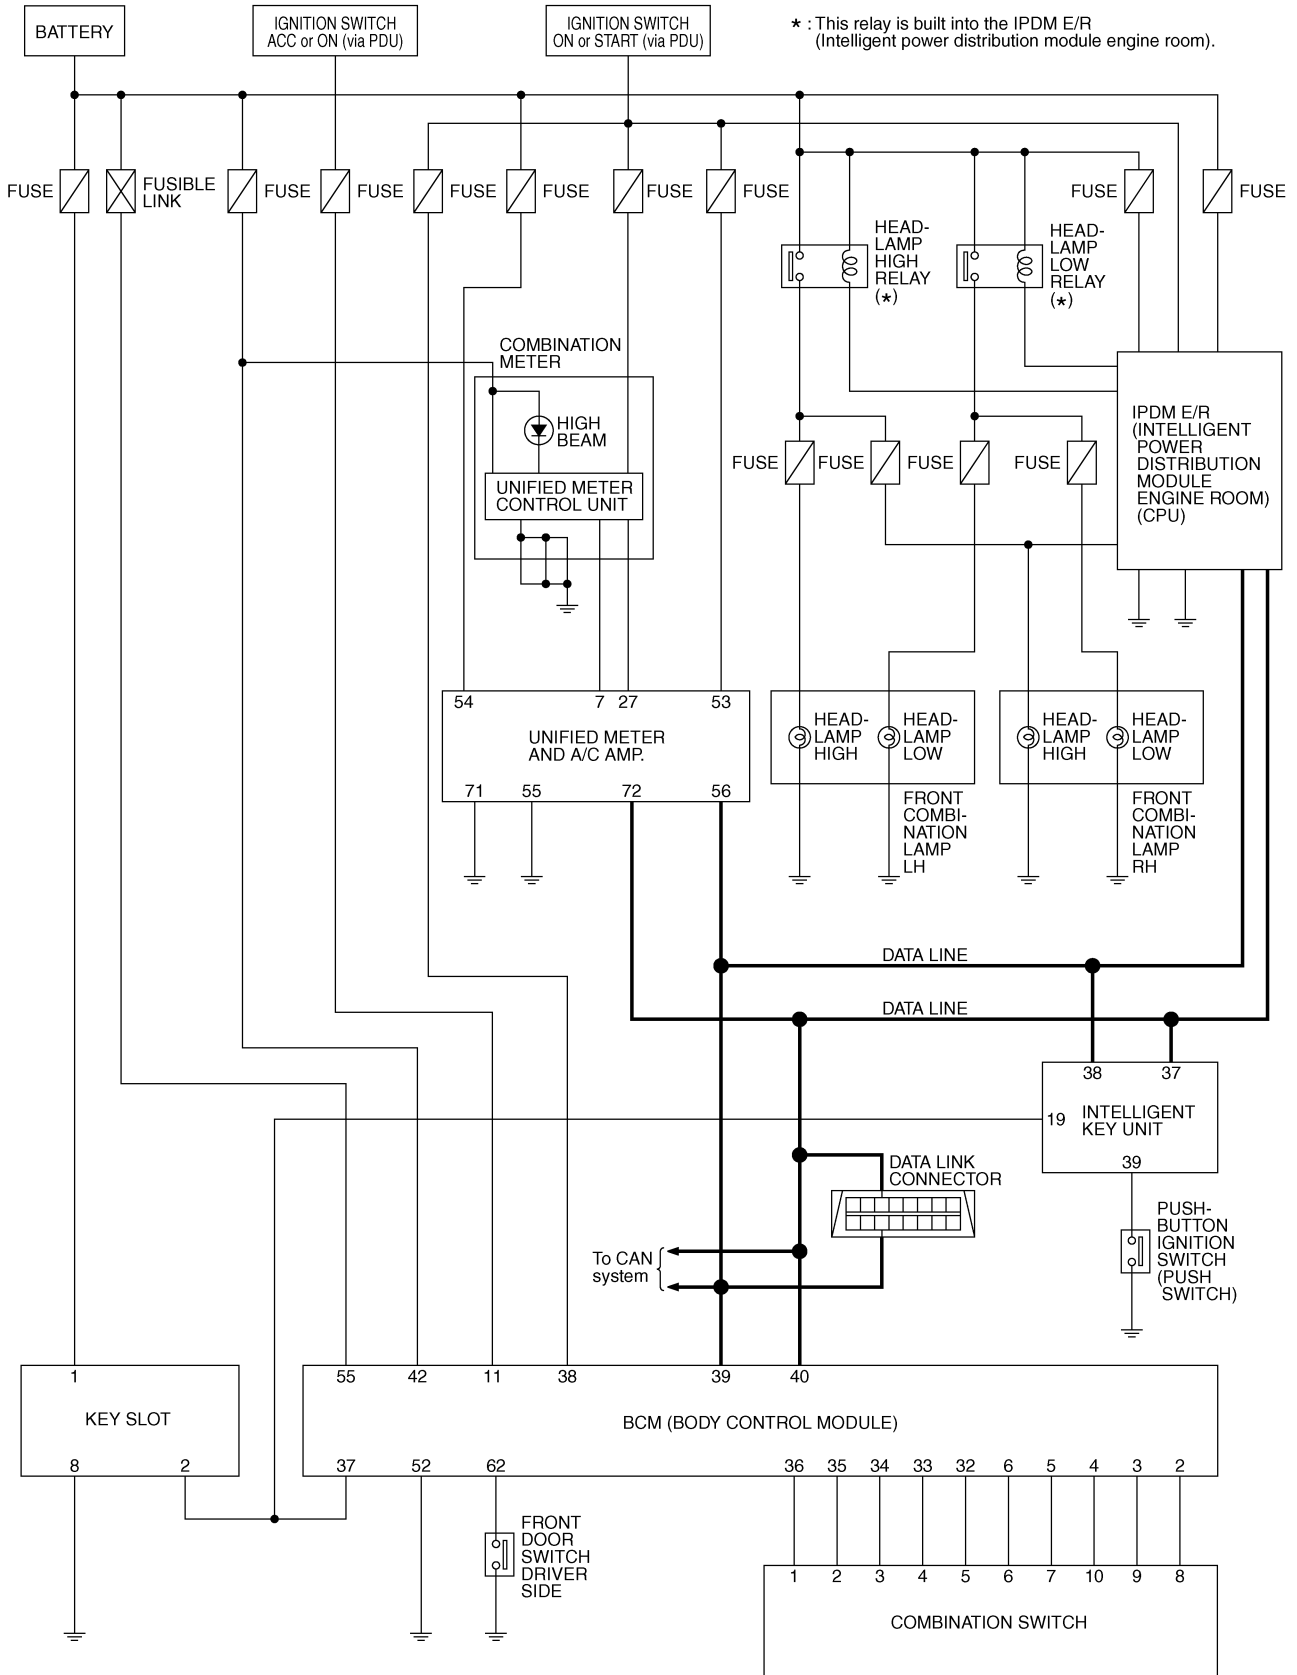 BATTERY
IGNITION SWITCH
ACC or ON (via PDU)
IGNITION SWITCH
ON or START (via PDU)
* : This relay is built into the IPDM E/R
(Intelligent power distribution module engine room).
FUSE
FUSIBLE
LINK
FUSE
FUSE
FUSE
FUSE
FUSE
FUSE
FUSE
FUSE
HEAD-
LAMP
HIGH
RELAY
(*)
HEAD-
LAMP
LOW
RELAY
(*)
COMBINATION
METER
HIGH
BEAM
UNIFIED METER
CONTROL UNIT
FUSE
FUSE
FUSE
FUSE
IPDM E/R
(INTELLIGENT
POWER
DISTRIBUTION
MODULE
ENGINE ROOM)
(CPU)
54
7
27
53
UNIFIED METER
AND A/C AMP.
71
55
72
56
HEAD-
LAMP
HIGH
HEAD-
LAMP
LOW
HEAD-
LAMP
HIGH
HEAD-
LAMP
LOW
FRONT
COMBI-
NATION
LAMP
LH
FRONT
COMBI-
NATION
LAMP
RH
DATA LINE
DATA LINE
38
37
19
INTELLIGENT
KEY UNIT
39
DATA LINK
CONNECTOR
To CAN
system
PUSH-
BUTTON
IGNITION
SWITCH
(PUSH
SWITCH)
1
KEY SLOT
8
2
55
42
11
38
39
40
BCM (BODY CONTROL MODULE)
37
52
62
36
35
34
33
32
6
5
4
3
2
FRONT
DOOR
SWITCH
DRIVER
SIDE
1
2
3
4
5
6
7
10
9
8
COMBINATION SWITCH